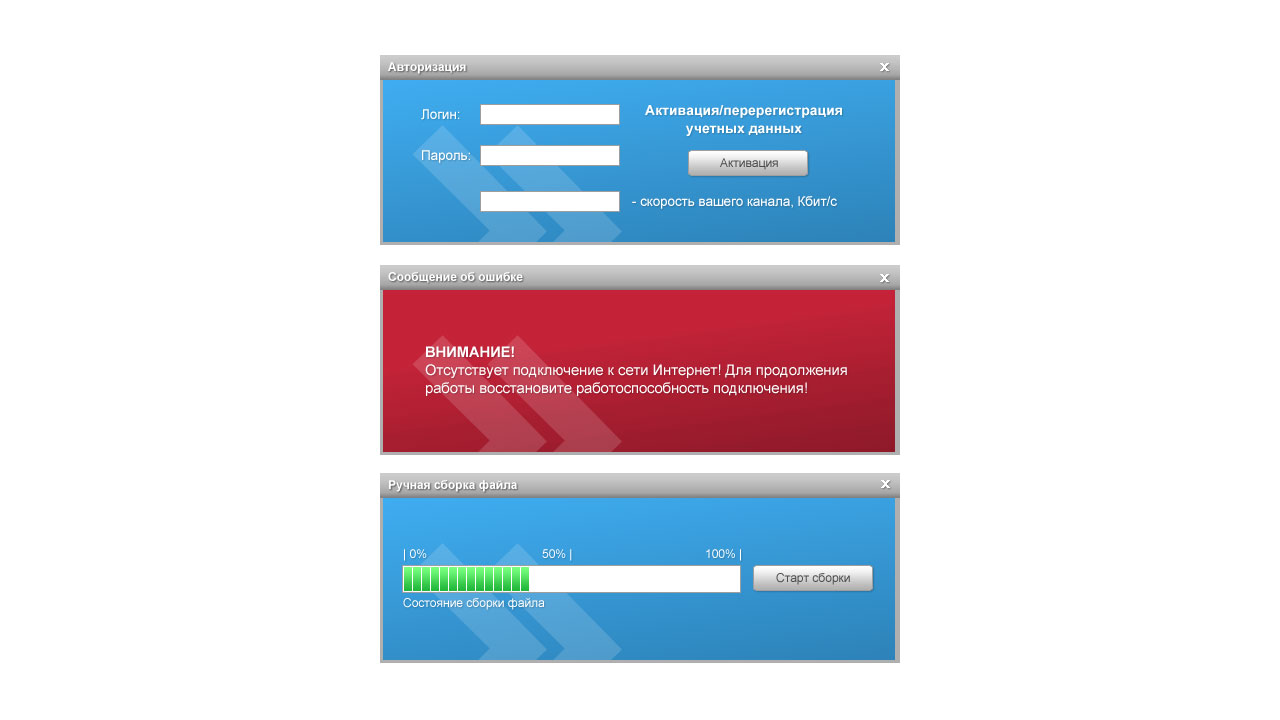 Авторизация x
Логин:
Активация/перерегистрация
учетных данных
Пароль:
Активация
- скорость вашего канала, Кбит/с
Сообщение об ошибке x
ВНИМАНИЕ!
Отсутствует подключение к сети Интернет! Для продолжения
работы восстановите работоспособность подключения!
Ручная сборка файла x
| 0% 50% | 100% |
Старт сборки
Состояние сборки файла